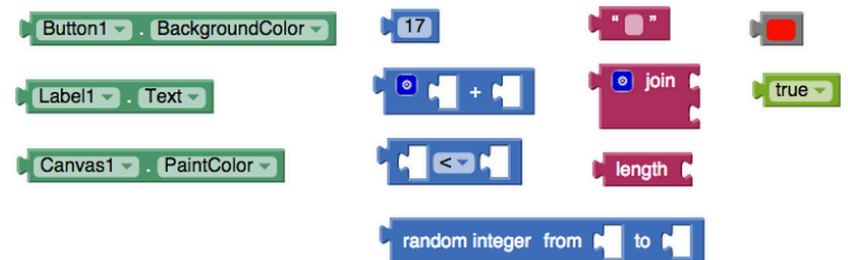 Button1 . BackgroundColor
17
“ ”
Label1 . Text
+
join
true
Canvas1 . PaintColor
<
length
random integer from to